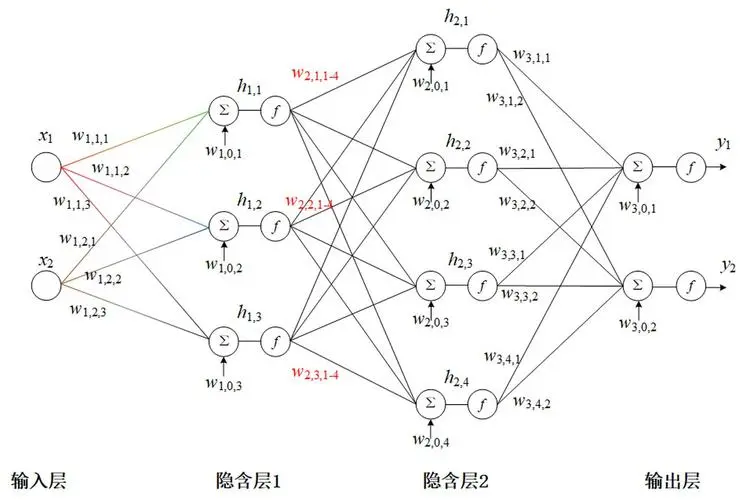 h2,1
w2,1,1-4
Σ
f
w3,1,1
h1,1
w2,0,1
w3,1,2
Σ
f
x1
w1,1,1
w1,0,1
h2,2
w3,2,1
y1
w1,1,2
Σ
f
Σ
f
w1,1,3
h1,2
w2,2,1-4
w2,0,2
w3,2,2
w3,0,1
w1,2,1
Σ
f
x2
w1,2,2
w1,0,2
h2,3
w3,3,1
y2
Σ
f
w3,3,2
Σ
f
w1,2,3
h1,3
w2,0,3
w3,0,2
Σ
f
w2,3,1-4
w3,4,1
w1,0,3
h2,4
Σ
f
w3,4,2
w2,0,4
输入层 隐含层1 隐含层2 输出层